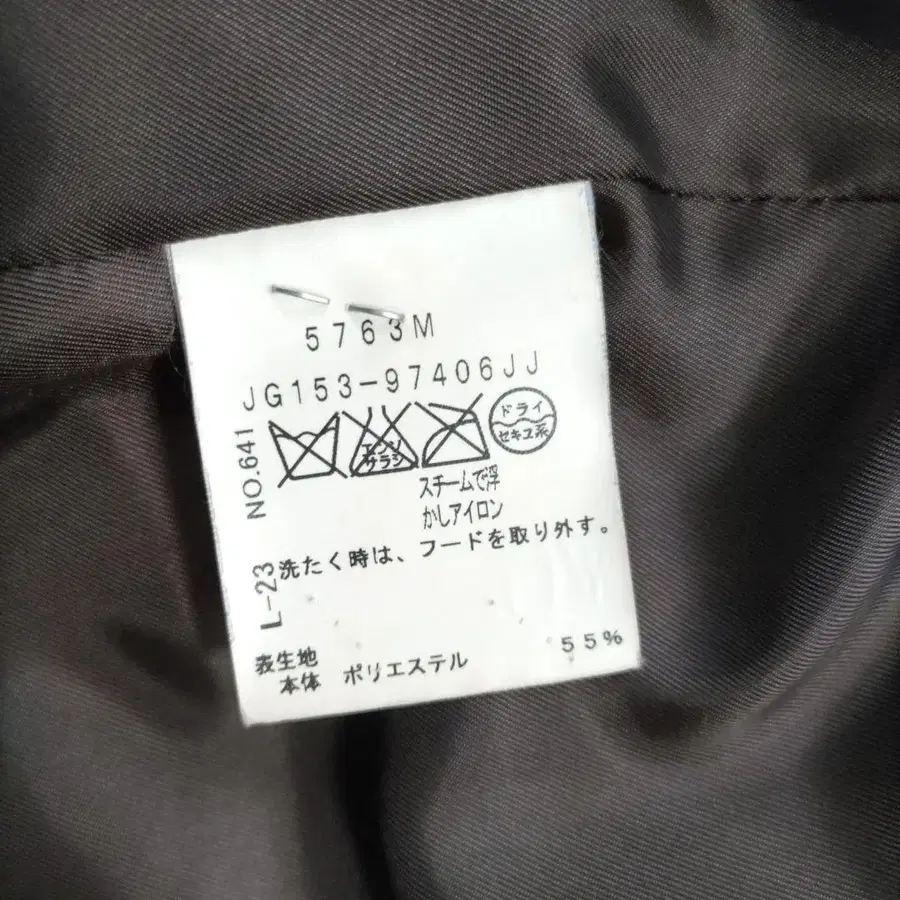 5763M
JG153-97406JJ
NO.641
エンソ
サラシ
ドライ
セキユ系
スチームで浮
かしアイロン
L-23
洗たく時は、フードを取り外す。
表生地
本体 ポリエステル 55%